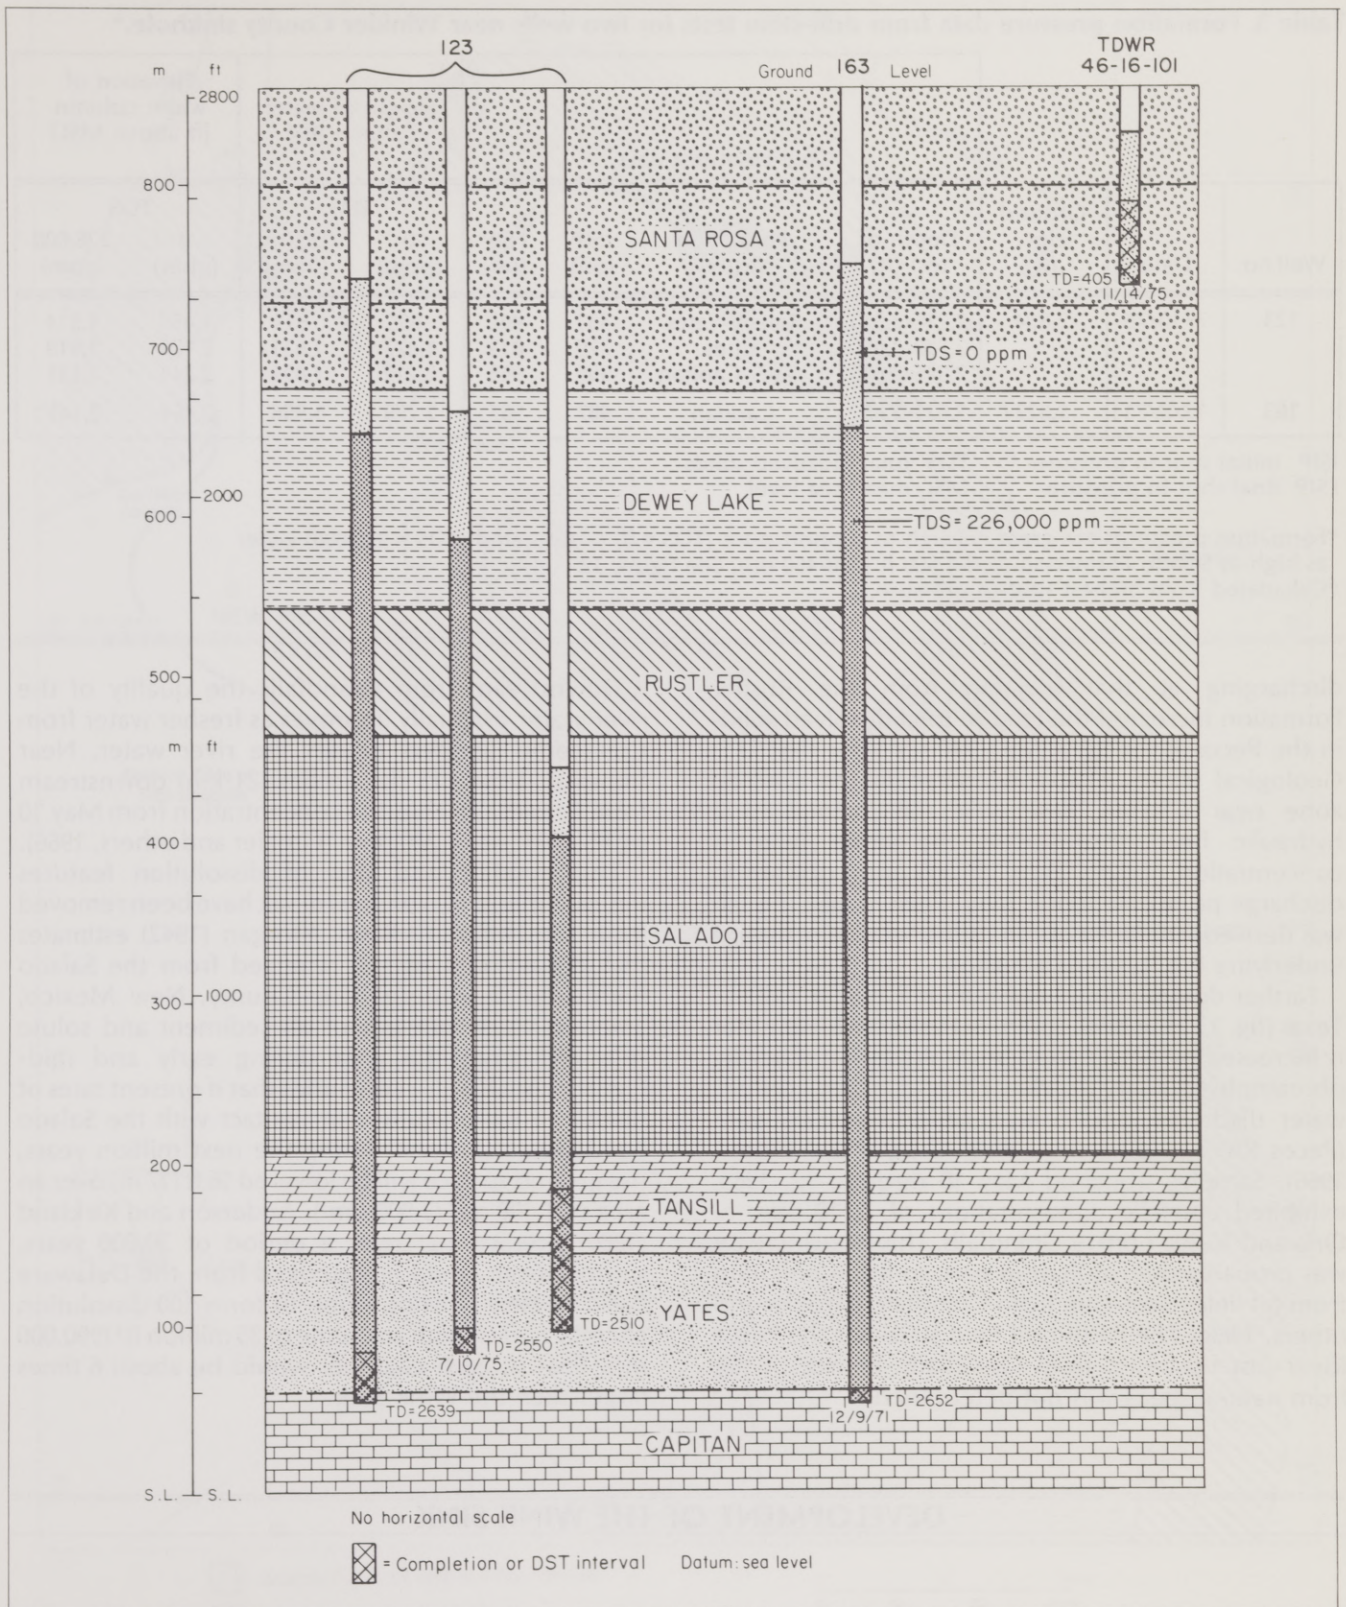 123
TDWR
46-16-101
m ft
Ground 163 Level
2800
800
SANTA ROSA
TD=405
11/14/75
700
TDS=0 ppm
2000
DEWEY LAKE
600
TDS=226,000 ppm
500
RUSTLER
m ft
400
SALADO
300
1000
200
TANSILL
YATES
100
TD=2510
TD=2550
7/10/75
TD=2639
TD=2652
12/9/71
CAPITAN
S.L. S.L.
No horizontal scale
= Completion or DST interval Datum: sea level